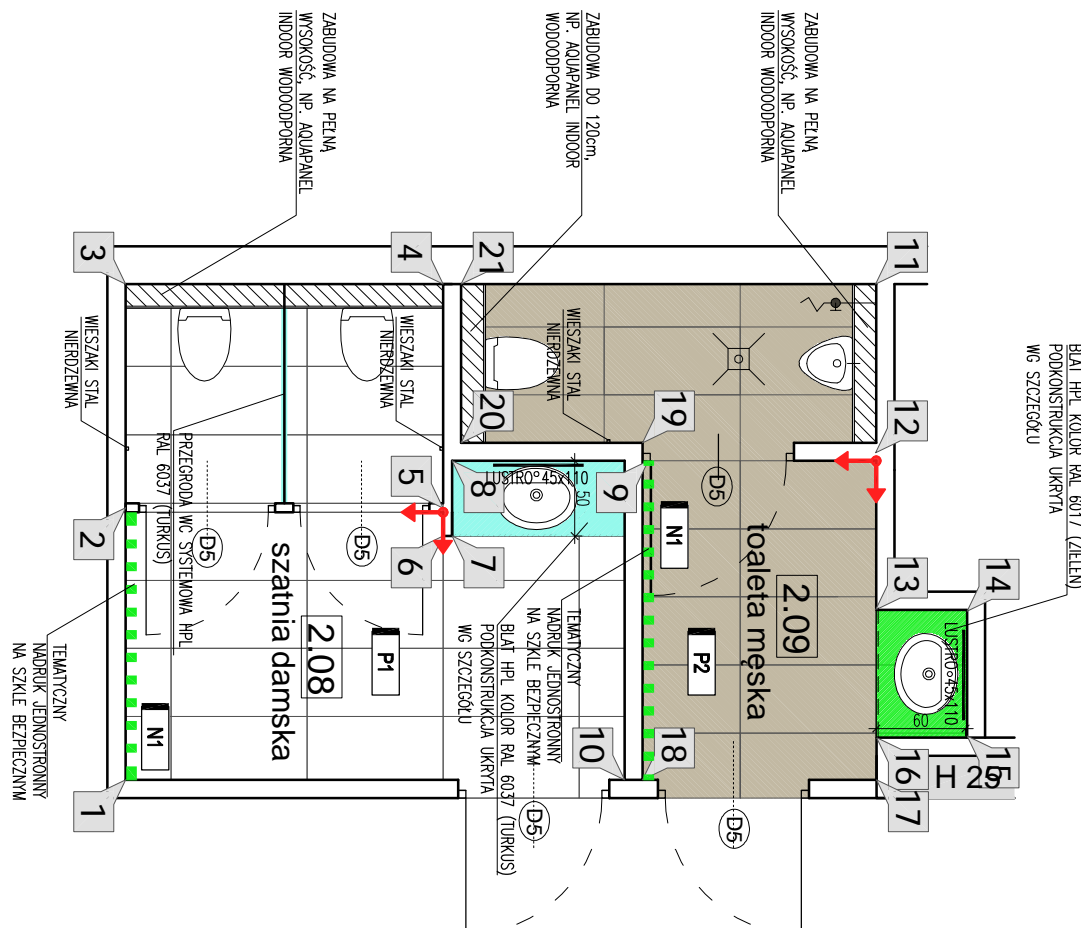 ZABUDOWA NA PEŁNĄ
WYSOKOŚĆ, NP. AQUAPANEL
INDOOR WODOODPORNA
ZABUDOWA DO 120cm,
NP. AQUAPANEL INDOOR
WODOODPORNA
ZABUDOWA NA PEŁNĄ
WYSOKOŚĆ, NP. AQUAPANEL
INDOOR WODOODPORNA
BLAT HPL KOLOR RAL 6017 (ZIELEŃ)
PODKONSTRUKCJA UKRYTA
WG SZCZEGÓŁU
3
4
21
11
WIESZAKI STAL
NIERDZEWNA
WIESZAKI STAL
NIERDZEWNA
WIESZAKI STAL
NIERDZEWNA
20
19
12
PRZEGRODA WC SYSTEMOWA HPL
RAL 6037 (TURKUS)
5
8
LUSTRO 45x110
50
9
D5
2
D5
D5
6
7
N1
szatnia damska
2.08
P1
toaleta męska
2.09
P2
13
14
LUSTRO 45x110
60
TEMATYCZNY
NADRUK JEDNOSTRONNY
NA SZKLE BEZPIECZNYM
BLAT HPL KOLOR RAL 6037 (TURKUS)
PODKONSTRUKCJA UKRYTA
WG SZCZEGÓŁU
TEMATYCZNY
NADRUK JEDNOSTRONNY
NA SZKLE BEZPIECZNYM
N1
1
10
18
16
15
17
H 29
D5
D5